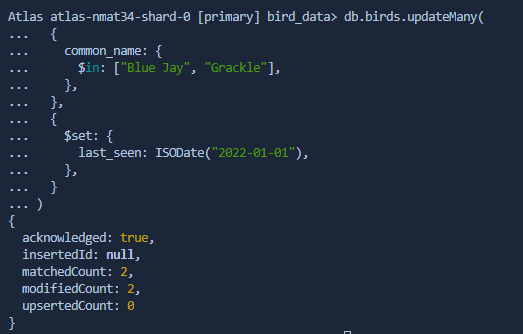 Atlas atlas-nmat34-shard-0 [primary] bird_data> db.birds.updateMany(
...   {
...     common_name: {
...       $in: ["Blue Jay", "Grackle"],
...     },
...   },
...   {
...     $set: {
...       last_seen: ISODate("2022-01-01"),
...     },
...   }
... )
{
  acknowledged: true,
  insertedId: null,
  matchedCount: 2,
  modifiedCount: 2,
  upsertedCount: 0
}